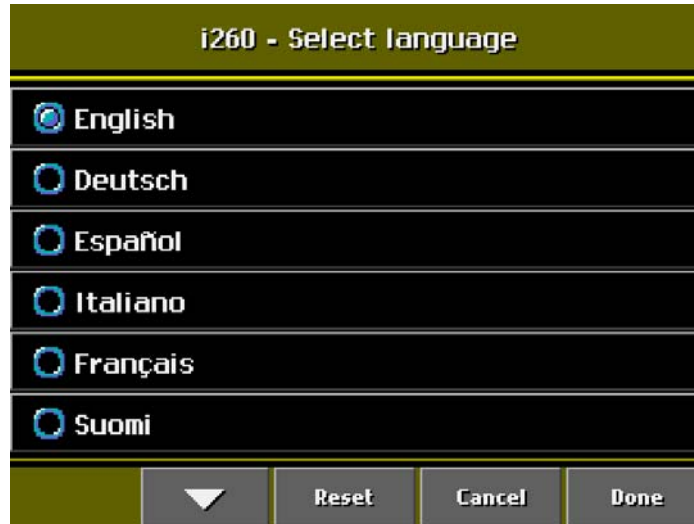 i260 - Select language
English
Deutsch
Español
Italiano
Français
Suomi
Reset Cancel Done